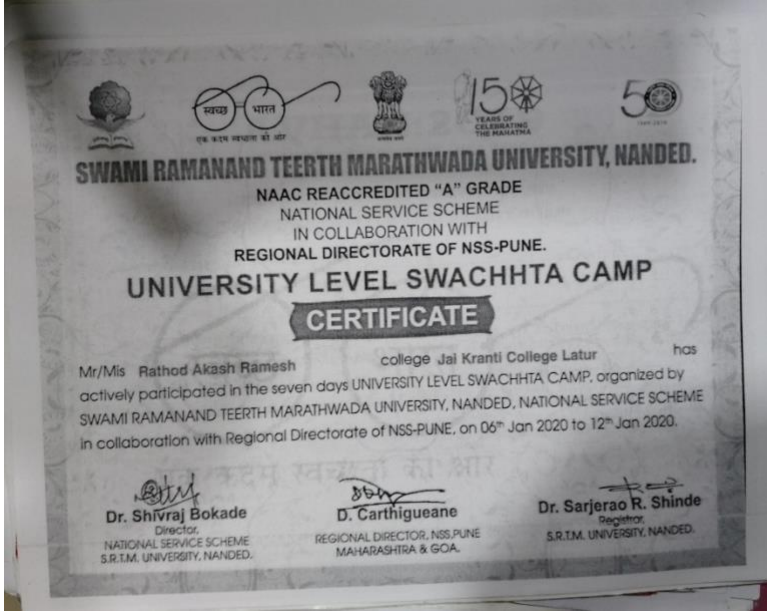 स्वच्छ भारत
एक कदम स्वच्छता की ओर
150
YEARS OF
CELEBRATING
THE MAHATMA
50
SWAMI RAMANAND TEERTH MARATHWADA UNIVERSITY, NANDED.
NAAC REACCREDITED “A” GRADE
NATIONAL SERVICE SCHEME
IN COLLABORATION WITH
REGIONAL DIRECTORATE OF NSS-PUNE.
UNIVERSITY LEVEL SWACHHTA CAMP
CERTIFICATE
Mr/Mis Rathod Akash Ramesh college Jai Kranti College Latur has
actively participated in the seven days UNIVERSITY LEVEL SWACHHTA CAMP, organized by
SWAMI RAMANAND TEERTH MARATHWADA UNIVERSITY, NANDED, NATIONAL SERVICE SCHEME
in collaboration with Regional Directorate of NSS-PUNE, on 06th Jan 2020 to 12th Jan 2020.
Dr. Shivraj Bokade
Director,
NATIONAL SERVICE SCHEME
S.R.T.M. UNIVERSITY, NANDED.
D. Carthigueane
REGIONAL DIRECTOR, NSS,PUNE
MAHARASHTRA & GOA.
Dr. Sarjerao R. Shinde
Registrar,
S.R.T.M. UNIVERSITY, NANDED.